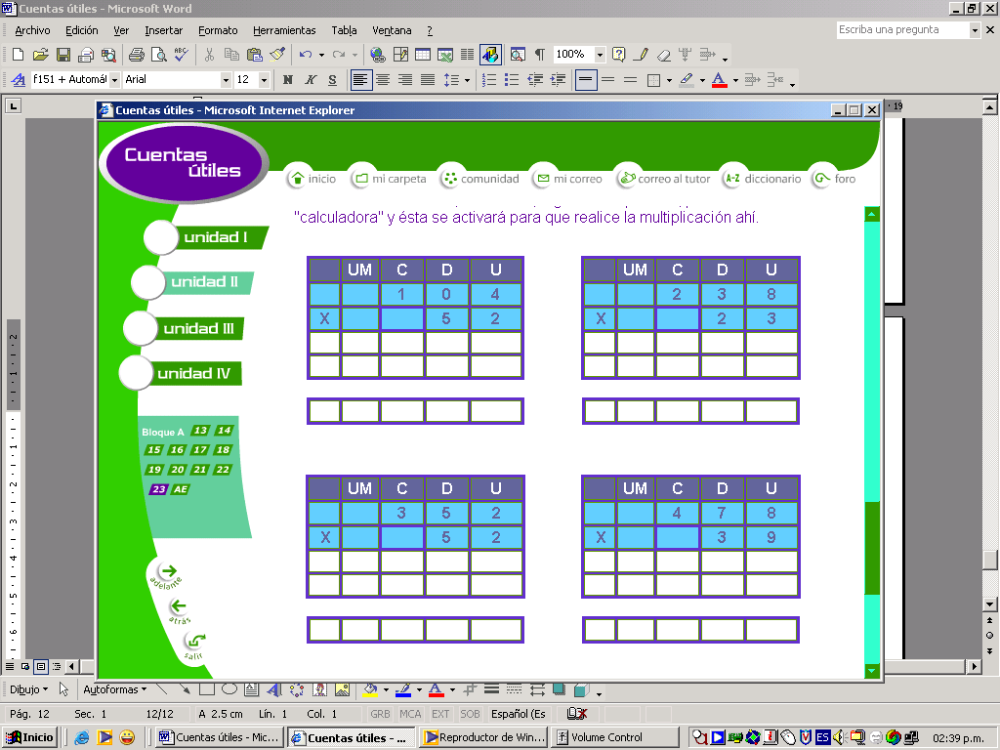 Cuentas útiles - Microsoft Word
Archivo Edición Ver Insertar Formato Herramientas Tabla Ventana ?
Escriba una pregunta
100%
f151 + Automát Arial 12 N K S
Cuentas útiles - Microsoft Internet Explorer
19
Cuentas útiles
inicio mi carpeta comunidad mi correo correo al tutor A-Z diccionario foro
"calculadora" y ésta se activará para que realice la multiplicación ahí.
unidad I
unidad II
unidad III
unidad IV
UM C D U
1 0 4
X 5 2
UM C D U
2 3 8
X 2 3
UM C D U
3 5 2
X 5 2
UM C D U
4 7 8
X 3 9
Bloque A 13 14
15 16 17 18
19 20 21 22
23 AE
adelante
atrás
salir
Dibujo Autoformas
Pág. 12 Sec. 1 12/12 A 2.5 cm Lín. 1 Col. 1 GRB MCA EXT SOB Español (Es
Inicio Cuentas útiles - Mic... Cuentas útiles - ... Reproductor de Win... Volume Control ES 02:39 p.m.